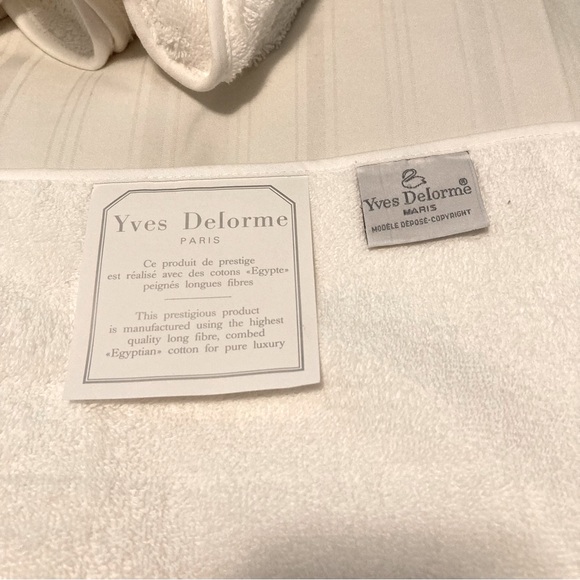 Yves Delorme
PARIS
Ce produit de prestige
est réalisé avec des cotons «Egypte»
peignés longues fibres
This prestigious product
is manufactured using the highest
quality long fibre, combed
«Egyptian» cotton for pure luxury
Yves Delorme®
MARIS
MODÈLE DÉPOSÉ-COPYRIGHT